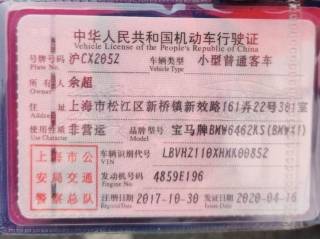 中华人民共和国机动车行驶证
Vehicle License of the People's Republic of China
号牌号码 沪CX205Z 车辆类型 小型普通客车
Plate No. Vehicle Type
所有人 余超
Owner
住址 上海市松江区新桥镇新效路161弄22号301室
Address
使用性质 非营运 品牌型号 宝马牌BMW6462KS(BMWX1)
Use Character Model
上海市公安局交通警察总队
车辆识别代号 LBVHZ110XHMK00852
VIN
发动机号码 4859E196
Engine No.
注册日期 2017-10-30 发证日期 2020-04-16
Register Date Issue Date